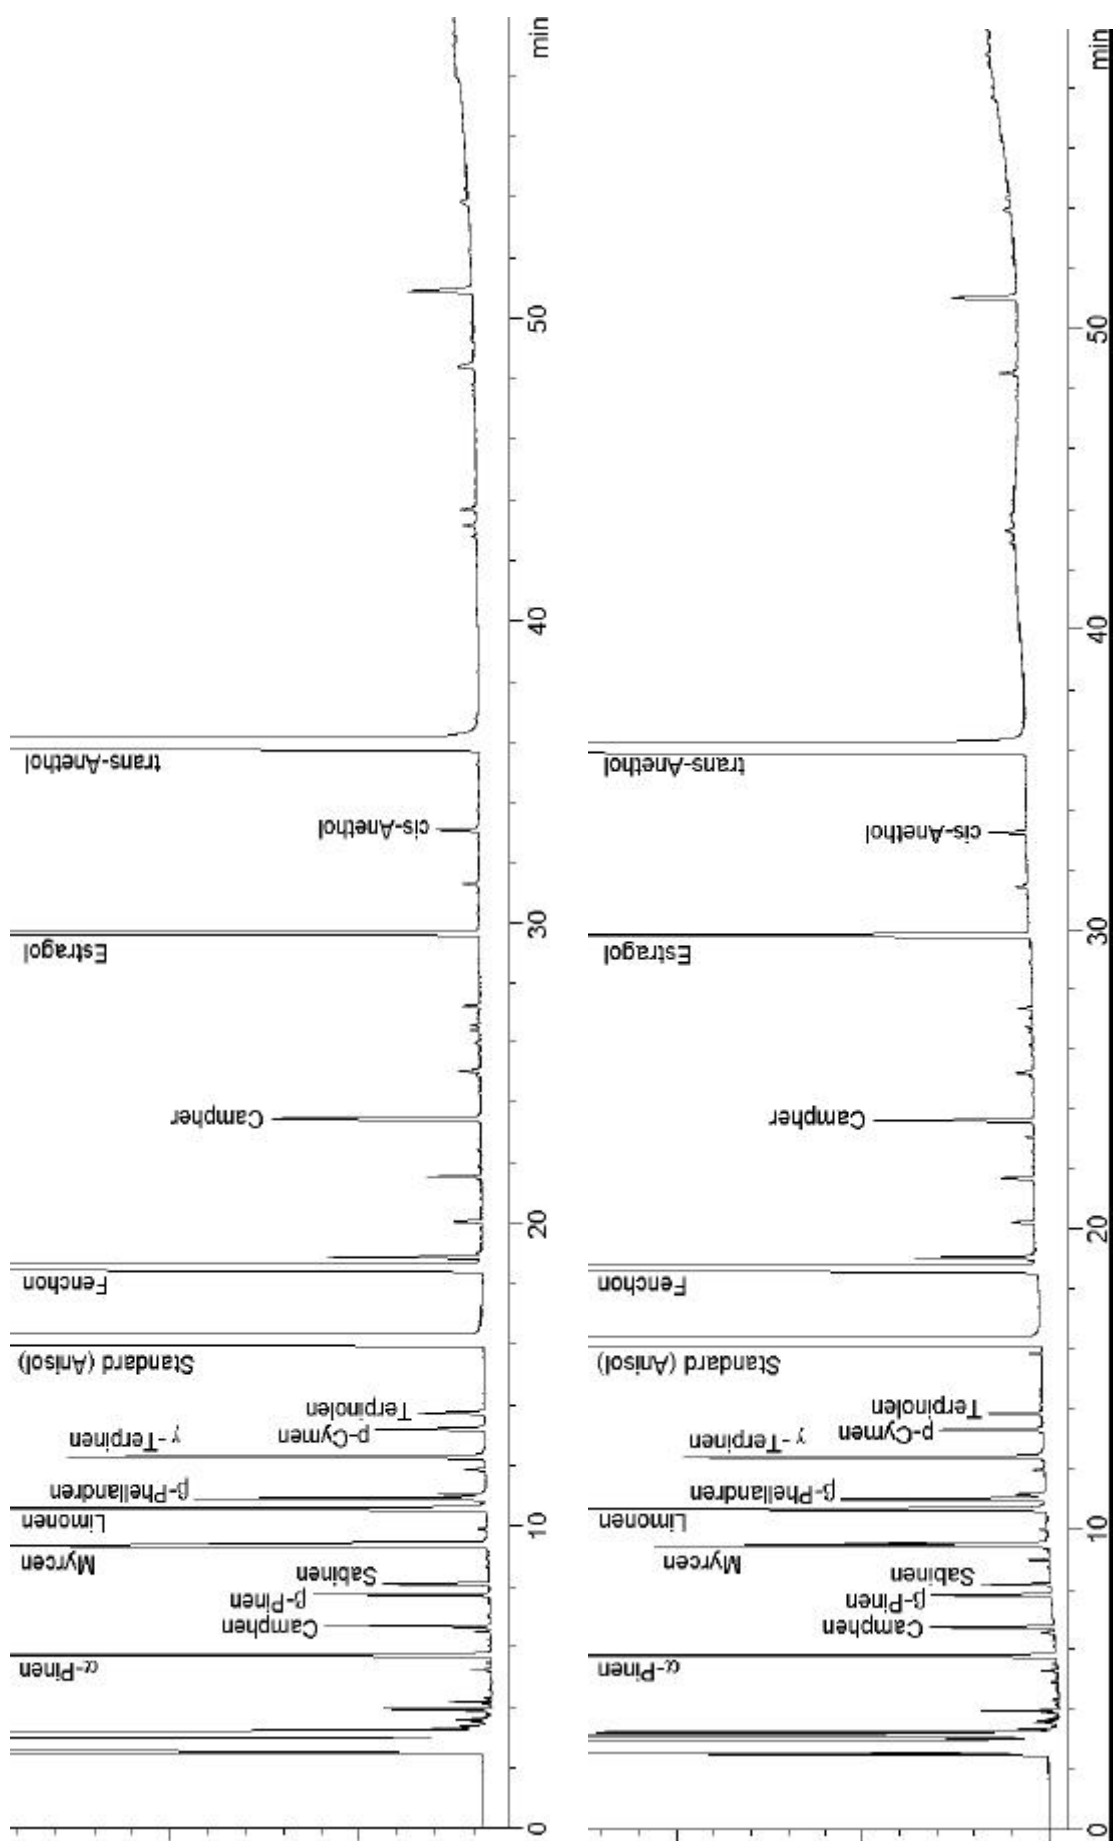 min
50
40
30
20
10
0
trans-Anethol
cis-Anethol
Estragol
Campher
Fenchon
Standard (Anisol)
Terpinolen
p-Cymen
γ-Terpinen
β-Phellandren
Limonen
Myrcen
Sabinen
β-Pinen
Camphen
α-Pinen
min
50
40
30
20
10
0
trans-Anethol
cis-Anethol
Estragol
Campher
Fenchon
Standard (Anisol)
Terpinolen
p-Cymen
γ-Terpinen
β-Phellandren
Limonen
Myrcen
Sabinen
β-Pinen
Camphen
α-Pinen